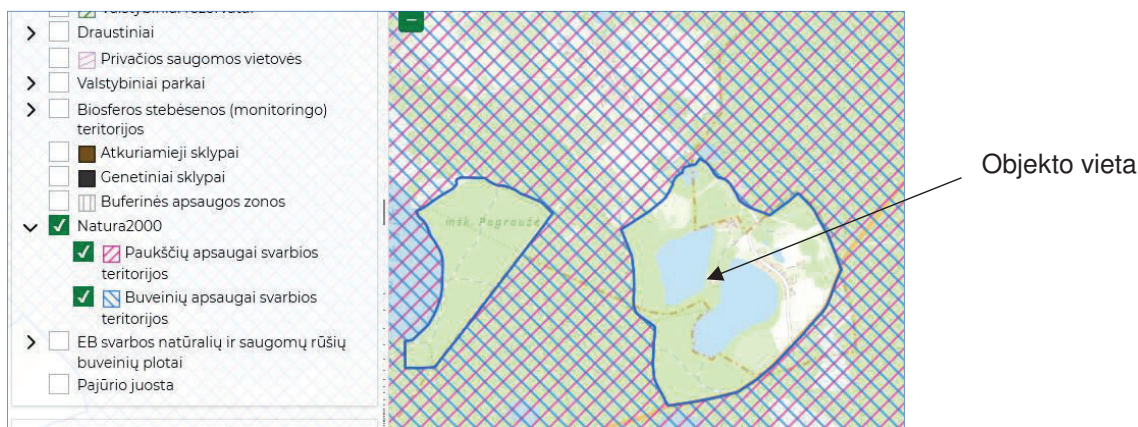 Valstybiniai rezervatai
Draustiniai
Privačios saugomos vietovės
Valstybiniai parkai
Biosferos stebėsenos (monitoringo)
teritorijos
Atkuriamieji sklypai
Genetiniai sklypai
Buferinės apsaugos zonos
Natura2000
Paukščių apsaugai svarbios
teritorijos
Buveinių apsaugai svarbios
teritorijos
EB svarbos natūralių ir saugomų rūšių
buveinių plotai
Pajūrio juosta
Objekto vieta